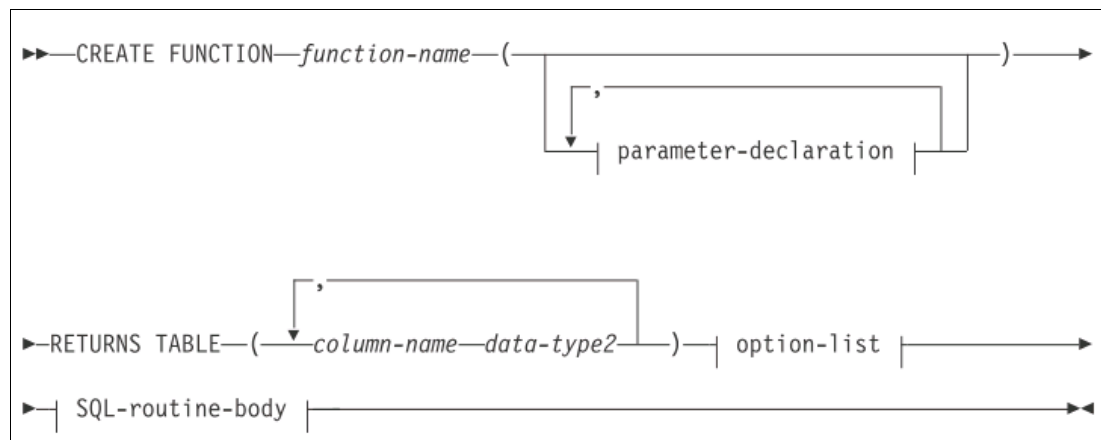 CREATE FUNCTION function-name ( )
,
parameter-declaration
,
RETURNS TABLE ( column-name data-type2 ) option-list
SQL-routine-body